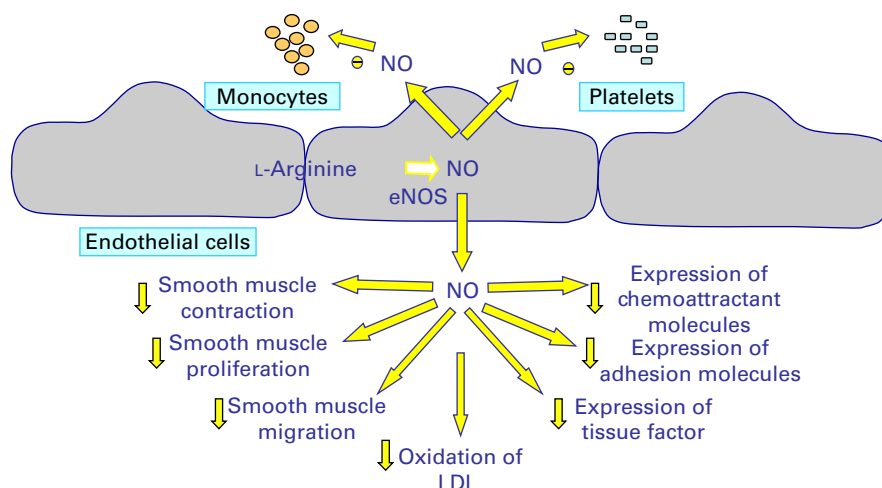 NO
NO
Monocytes
Platelets
L-Arginine
NO
eNOS
Endothelial cells
NO
Smooth muscle
contraction
Smooth muscle
proliferation
Smooth muscle
migration
Oxidation of
LDL
Expression of
chemoattractant
molecules
Expression of
adhesion molecules
Expression of
tissue factor